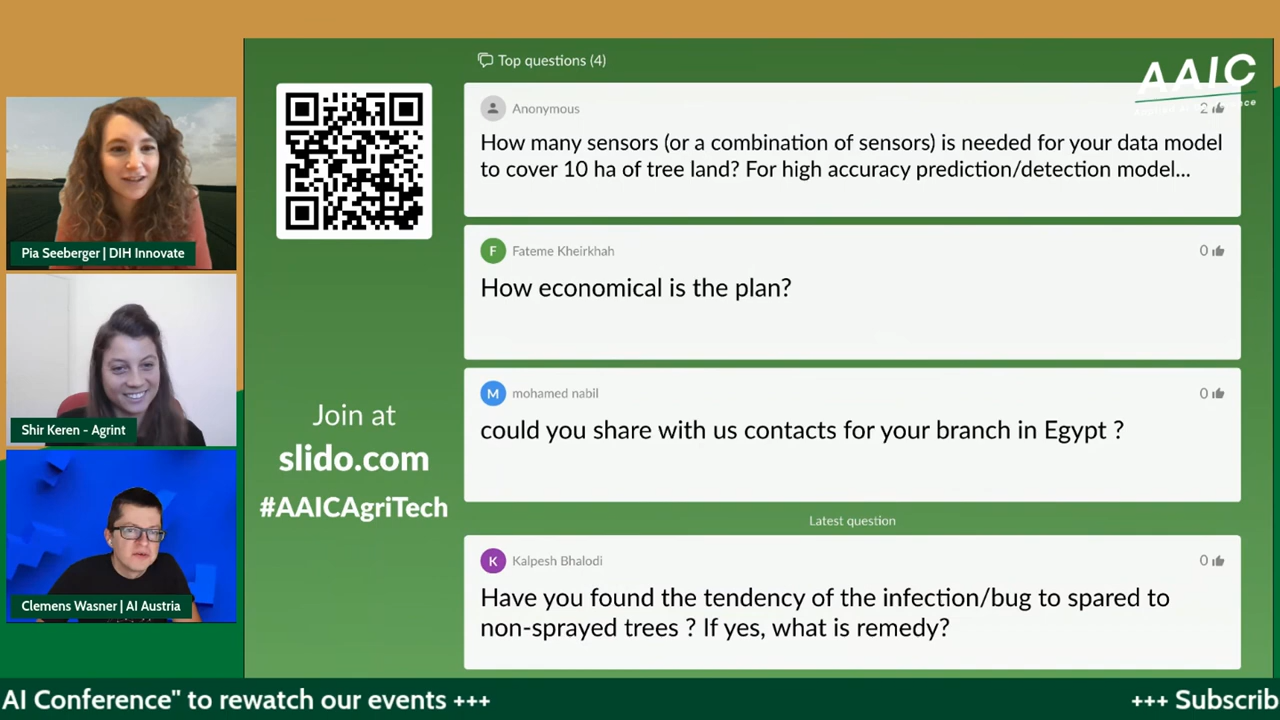 Top questions (4)
AAIC
Anonymous
2
How many sensors (or a combination of sensors) is needed for your data model
to cover 10 ha of tree land? For high accuracy prediction/detection model...
Pia Seeberger | DIH Innovate
F Fateme Kheirkhah
0
How economical is the plan?
Shir Keren - Agrint
M mohamed nabil
0
could you share with us contacts for your branch in Egypt ?
Join at
slido.com
#AAICAgriTech
Latest question
K Kalpesh Bhalodi
0
Have you found the tendency of the infection/bug to spared to
non-sprayed trees ? If yes, what is remedy?
Clemens Wasner | AI Austria
AI Conference" to rewatch our events +++
+++ Subscrib